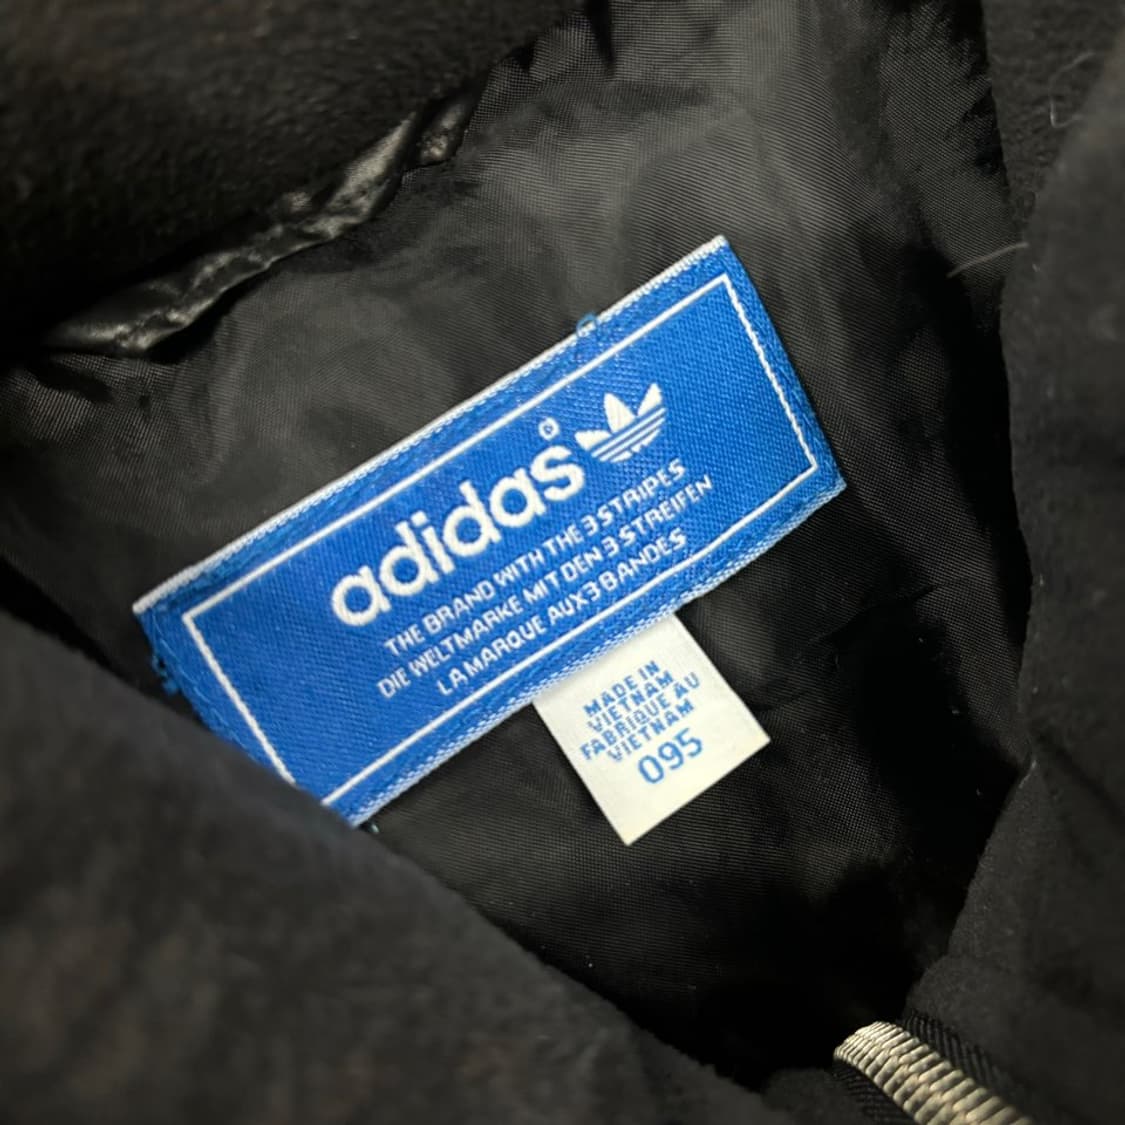 adidas®
THE BRAND WITH THE 3 STRIPES
DIE WELTMARKE MIT DEN 3 STREIFEN
LA MARQUE AUX 3 BANDES
MADE IN
VIETNAM
FABRIQUE AU
VIETNAM
095